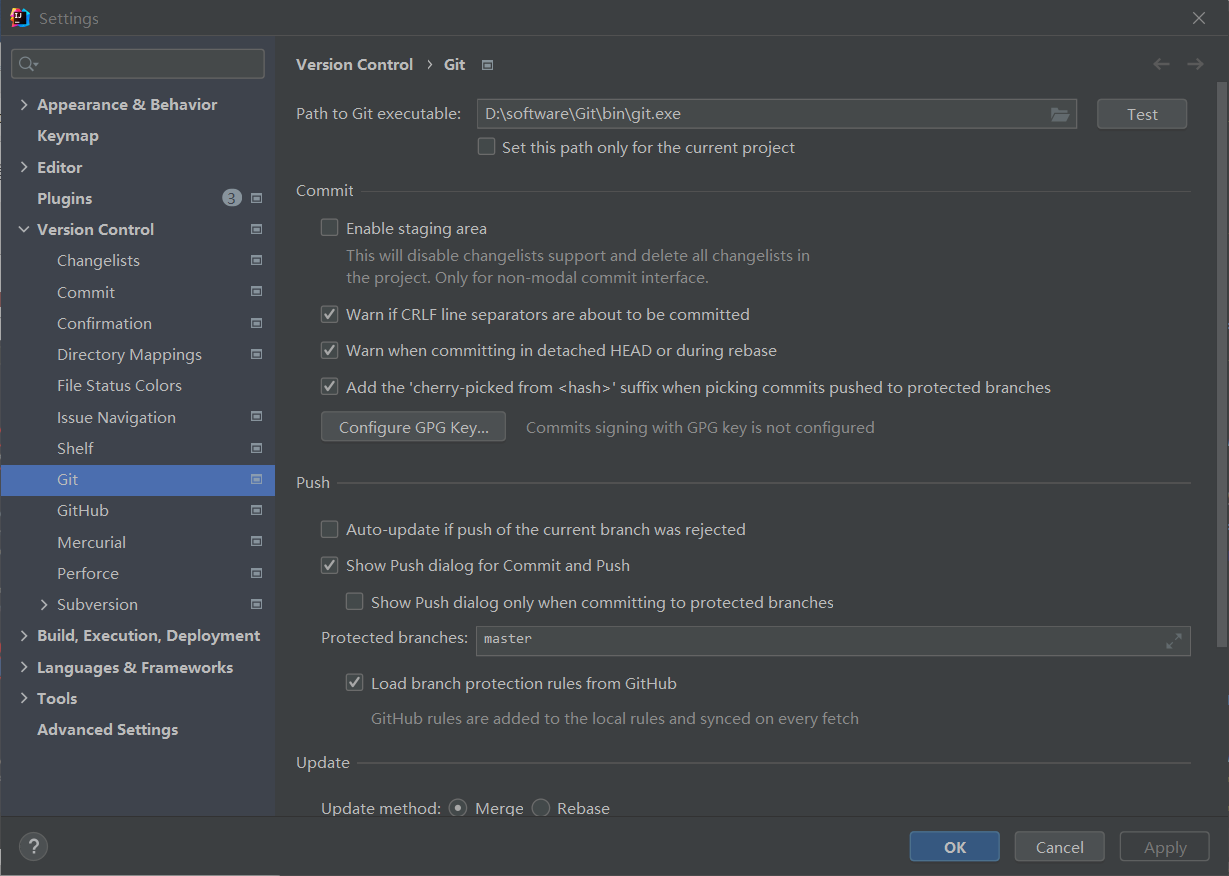 Settings
Appearance & Behavior
Keymap
Editor
Plugins 3
Version Control
Changelists
Commit
Confirmation
Directory Mappings
File Status Colors
Issue Navigation
Shelf
Git
GitHub
Mercurial
Perforce
Subversion
Build, Execution, Deployment
Languages & Frameworks
Tools
Advanced Settings
Version Control › Git
Path to Git executable: D:\software\Git\bin\git.exe Test
Set this path only for the current project
Commit
Enable staging area
This will disable changelists support and delete all changelists in
the project. Only for non-modal commit interface.
Warn if CRLF line separators are about to be committed
Warn when committing in detached HEAD or during rebase
Add the 'cherry-picked from <hash>' suffix when picking commits pushed to protected branches
Configure GPG Key... Commits signing with GPG key is not configured
Push
Auto-update if push of the current branch was rejected
Show Push dialog for Commit and Push
Show Push dialog only when committing to protected branches
Protected branches: master
Load branch protection rules from GitHub
GitHub rules are added to the local rules and synced on every fetch
Update
Update method: Merge Rebase
? OK Cancel Apply